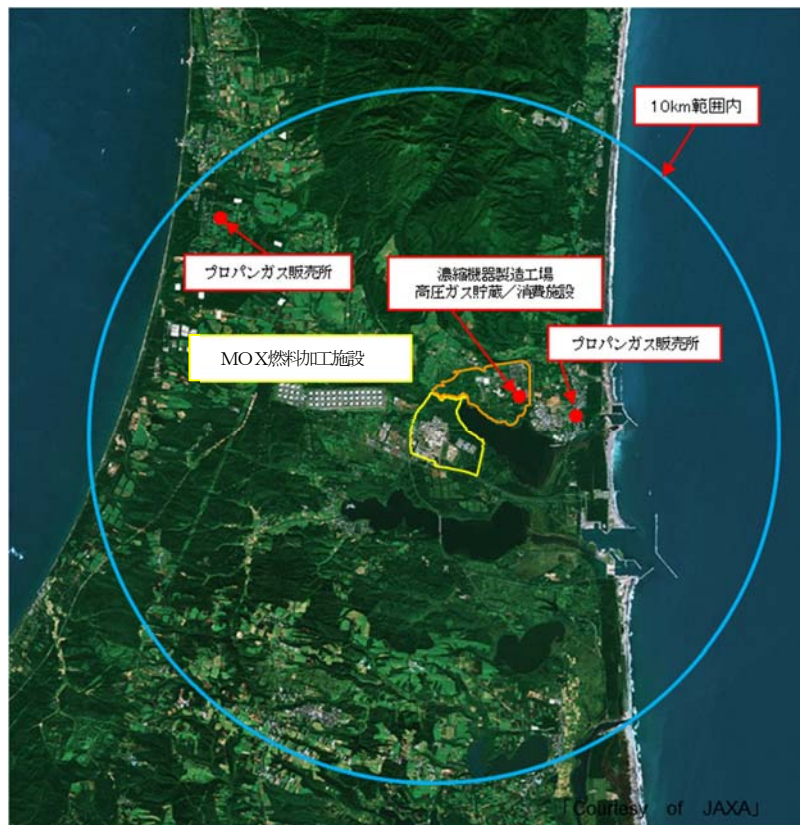 10km範囲内
プロパンガス販売所
濃縮機器製造工場
高圧ガス貯蔵／消費施設
プロパンガス販売所
MOX燃料加工施設
「Courtesy of JAXA」